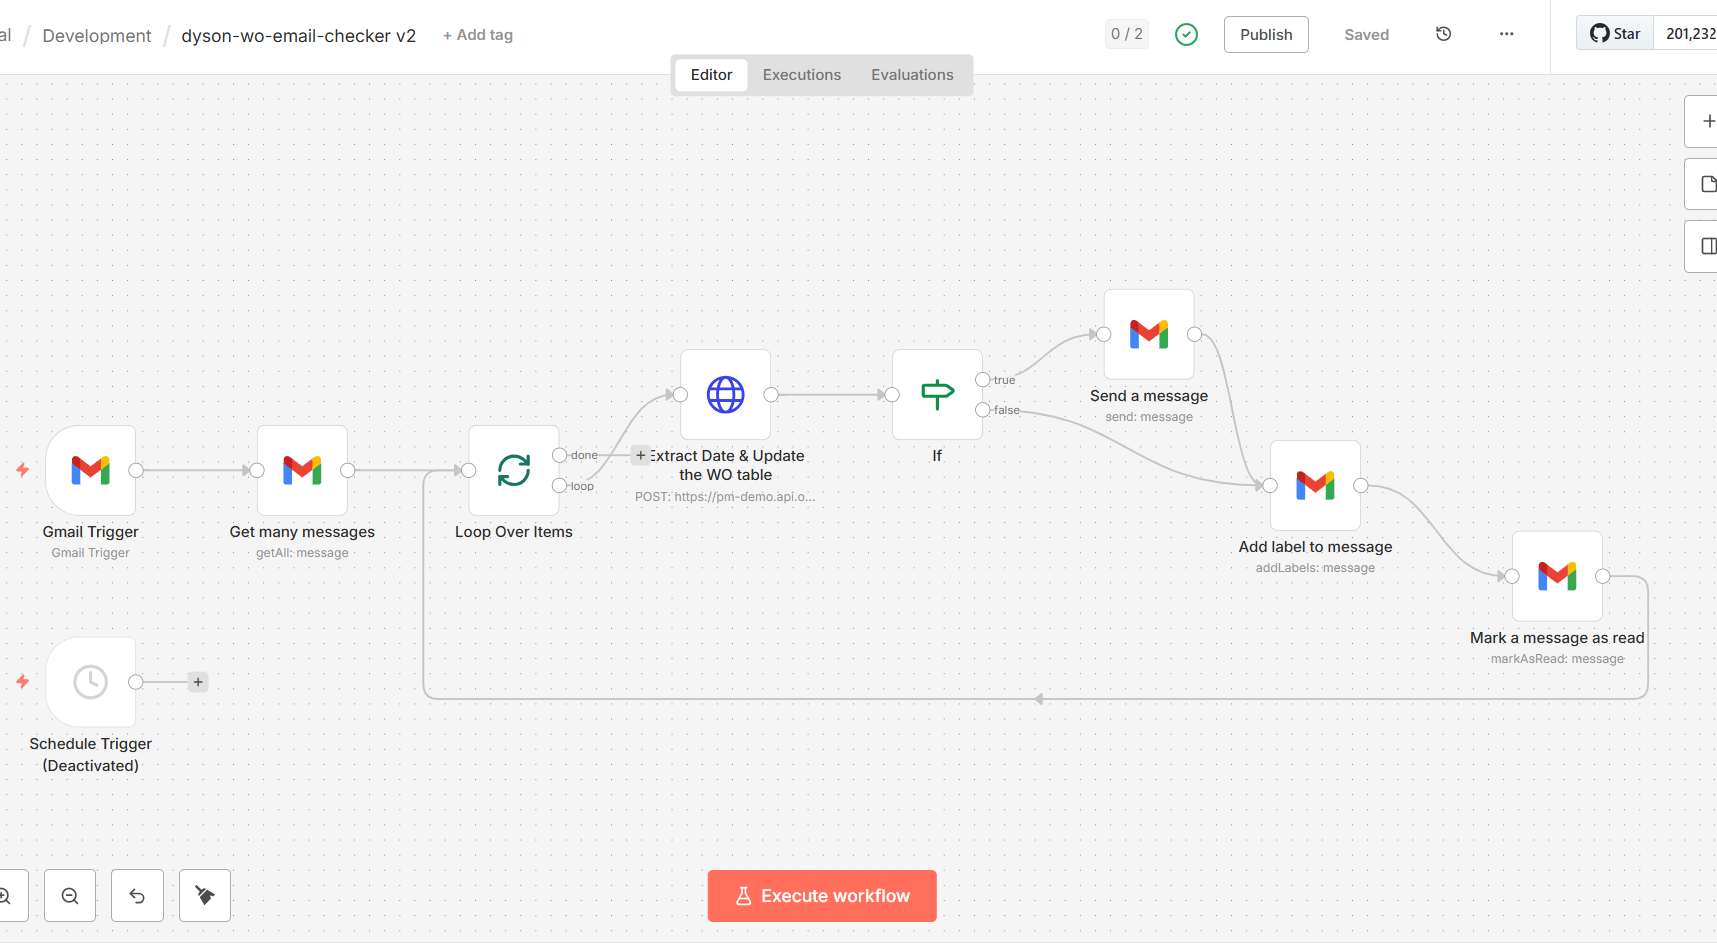 al / Development / dyson-wo-email-checker v2 + Add tag
0 / 2
Publish
Saved
Star
201,232
Editor Executions Evaluations
Send a message
send: message
true
false
done
loop
Extract Date & Update
the WO table
POST: https://pm-demo.api.o...
If
Gmail Trigger
Gmail Trigger
Get many messages
getAll: message
Loop Over Items
Add label to message
addLabels: message
Mark a message as read
markAsRead: message
Schedule Trigger
(Deactivated)
Execute workflow